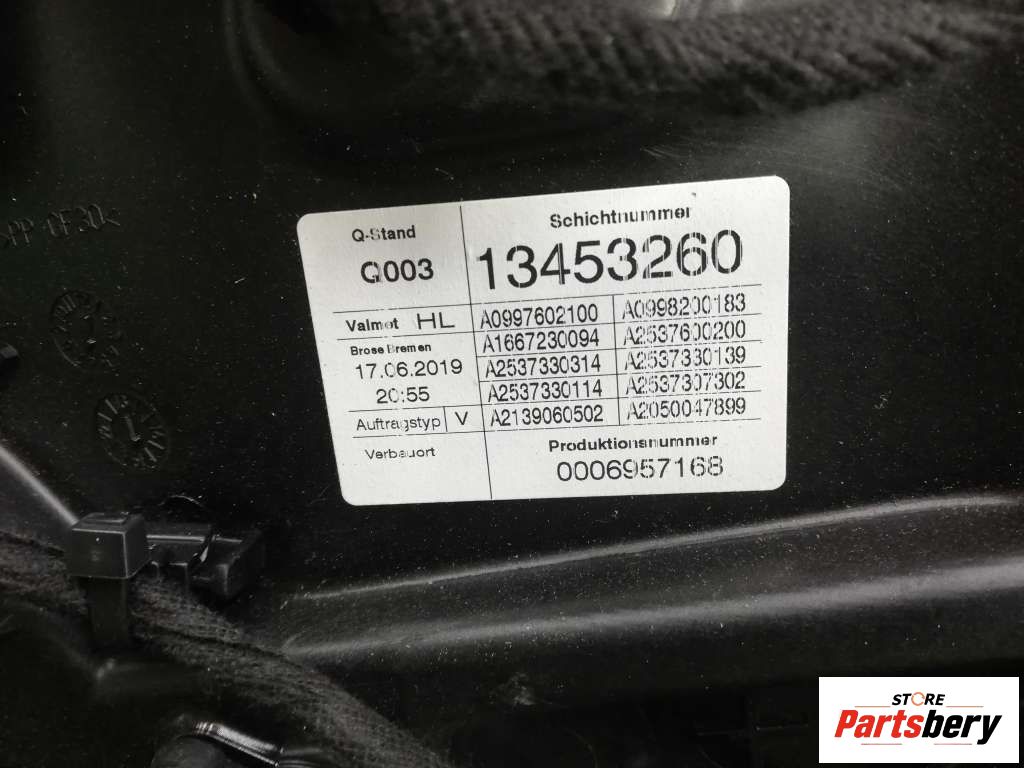 Q-Stand
Q003
Schichtnummer
13453260
Valmet HL
Brose Bremen
17.06.2019
20:55
Auftragstyp V
Verbauort
A0997602100 A0998200183
A1667230094 A2537600200
A2537330314 A2537330139
A2537330114 A2537307302
A2139060502 A2050047899
Produktionsnummer
0006957168
STORE
Partsbery